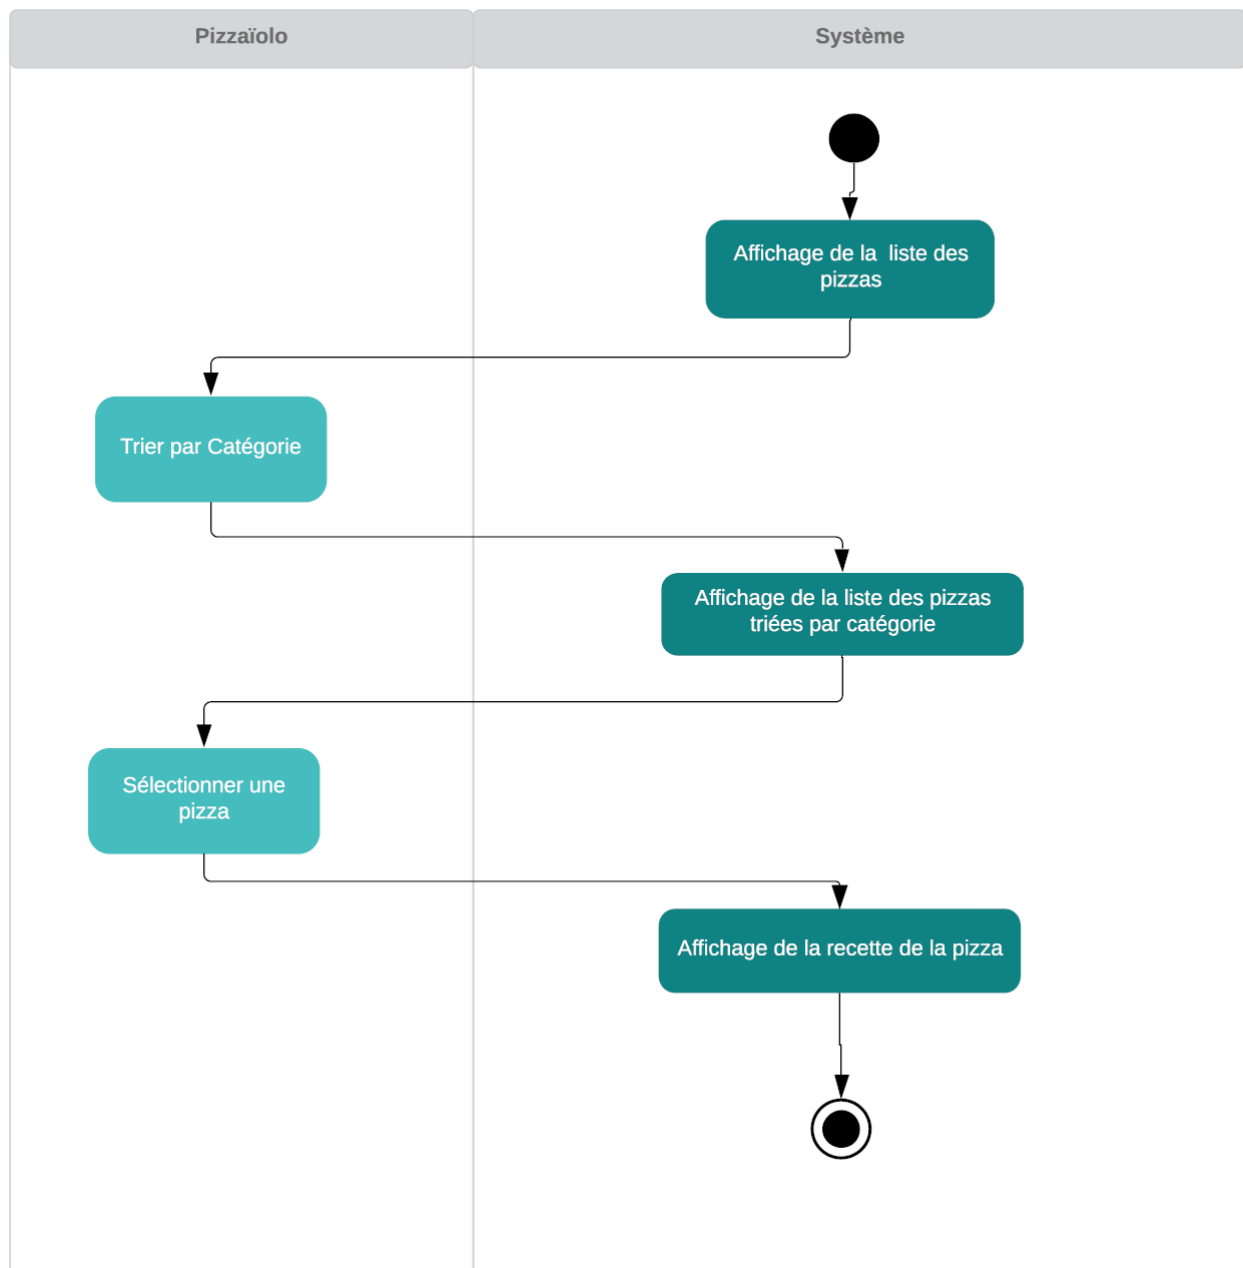 Pizzaïolo
Système
Affichage de la  liste des
pizzas
Trier par Catégorie
Affichage de la liste des pizzas
triées par catégorie
Sélectionner une
pizza
Affichage de la recette de la pizza